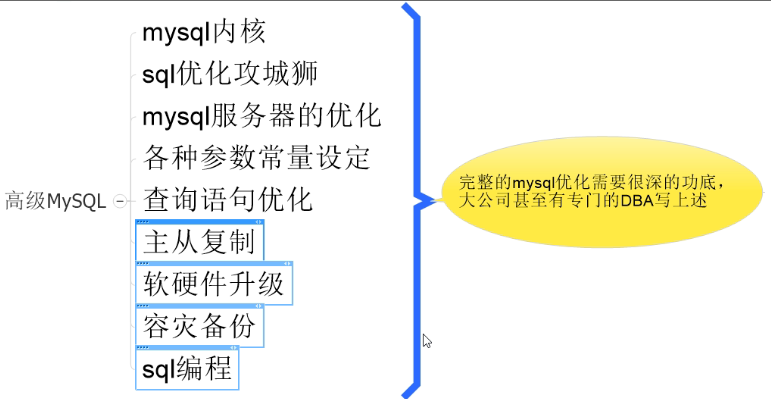 mysql内核
sql优化攻城狮
mysql服务器的优化
各种参数常量设定
高级MySQL
查询语句优化
主从复制
软硬件升级
容灾备份
sql编程
完整的mysql优化需要很深的功底，
大公司甚至有专门的DBA写上述